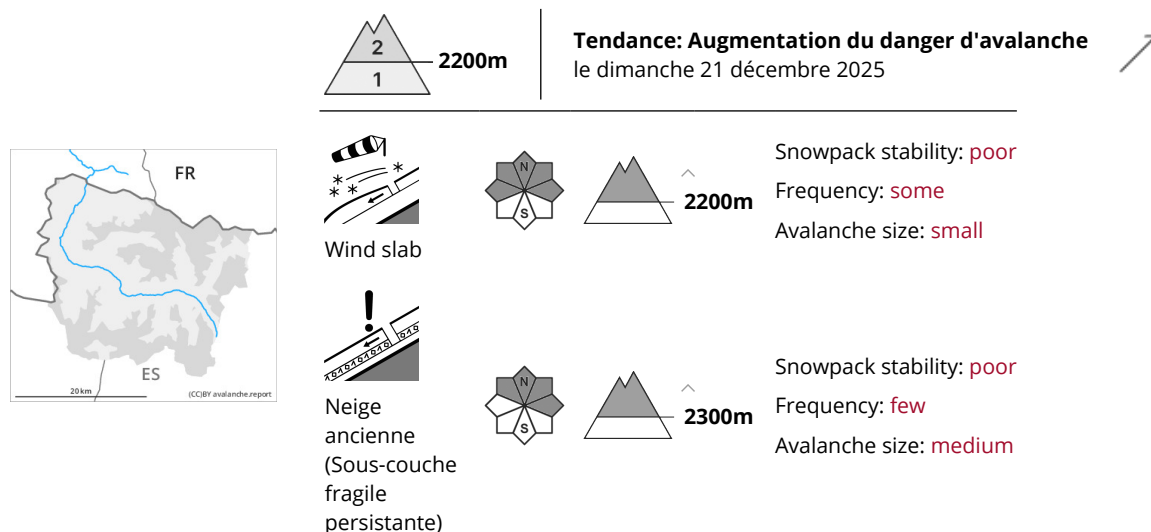 2
1
2200m
Tendance: Augmentation du danger d'avalanche
le dimanche 21 décembre 2025
FR
ES
20 km
(CC)BY avalanche.report
Wind slab
N
S
2200m
Snowpack stability: poor
Frequency: some
Avalanche size: small
Neige
ancienne
(Sous-couche
fragile
persistante)
N
S
2300m
Snowpack stability: poor
Frequency: few
Avalanche size: medium